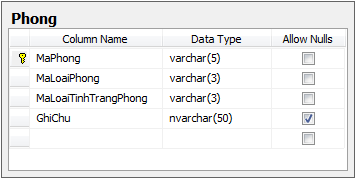 Phong
Column Name Data Type Allow Nulls
MaPhong varchar(5)
MaLoaiPhong varchar(3)
MaLoaiTinhTrangPhong varchar(3)
GhiChu nvarchar(50)